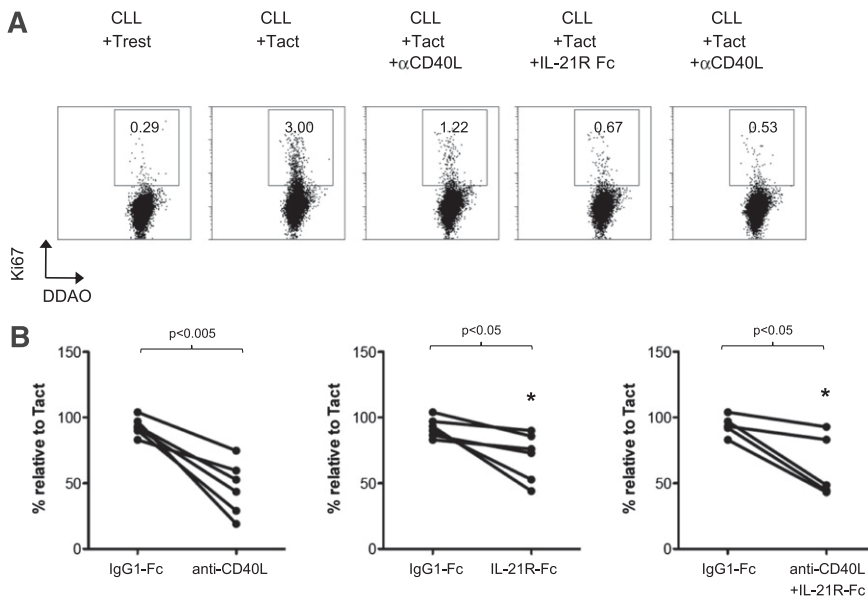 A
CLL
+Trest
CLL
+Tact
CLL
+Tact
+αCD40L
CLL
+Tact
+IL-21R Fc
CLL
+Tact
+αCD40L
0.29
3.00
1.22
0.67
0.53
Ki67
DDAO
B
p<0.005
150
100
50
0
% relative to Tact
IgG1-Fc
anti-CD40L
p<0.05
150
100
50
0
% relative to Tact
*
IgG1-Fc
IL-21R-Fc
p<0.05
150
100
50
0
% relative to Tact
*
IgG1-Fc
anti-CD40L
+IL-21R-Fc